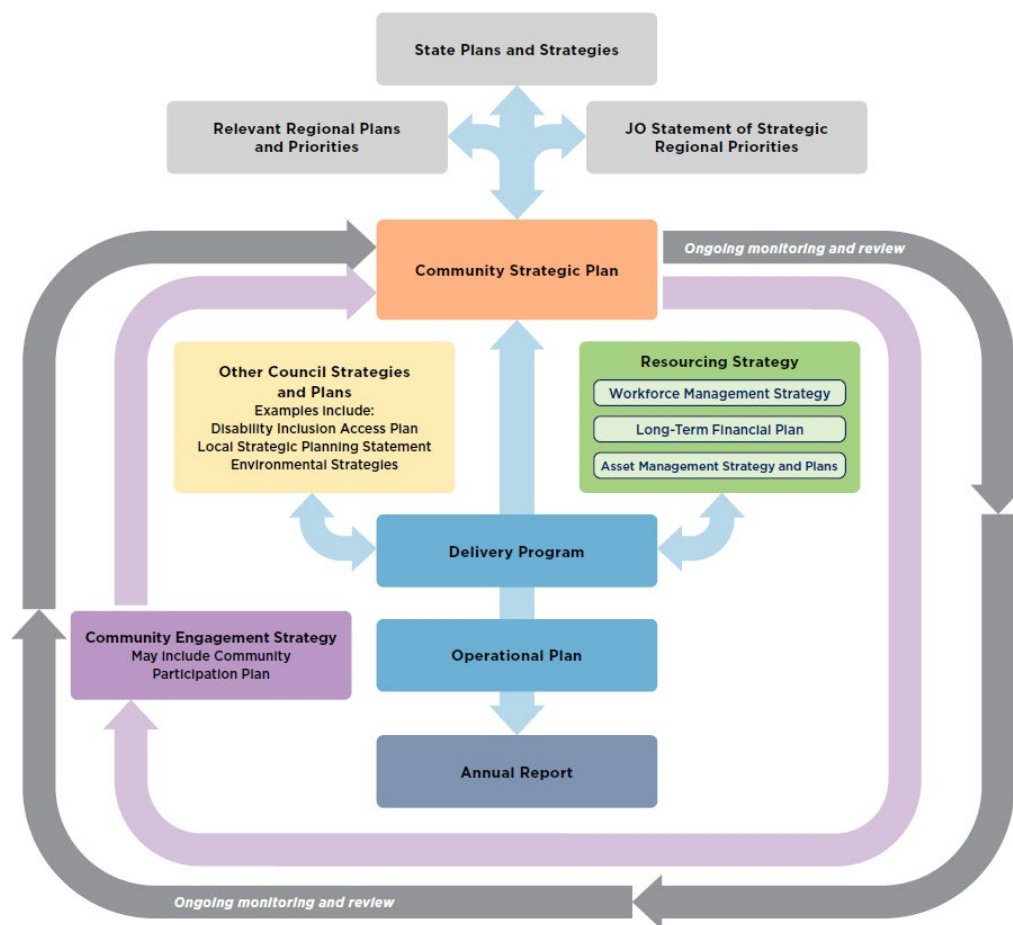 State Plans and Strategies
Relevant Regional Plans
and Priorities
JO Statement of Strategic
Regional Priorities
Community Strategic Plan
Ongoing monitoring and review
Other Council Strategies
and Plans
Examples Include:
Disability Inclusion Access Plan
Local Strategic Planning Statement
Environmental Strategies
Resourcing Strategy
Workforce Management Strategy
Long-Term Financial Plan
Asset Management Strategy and Plans
Delivery Program
Community Engagement Strategy
May Include Community
Participation Plan
Operational Plan
Annual Report
Ongoing monitoring and review